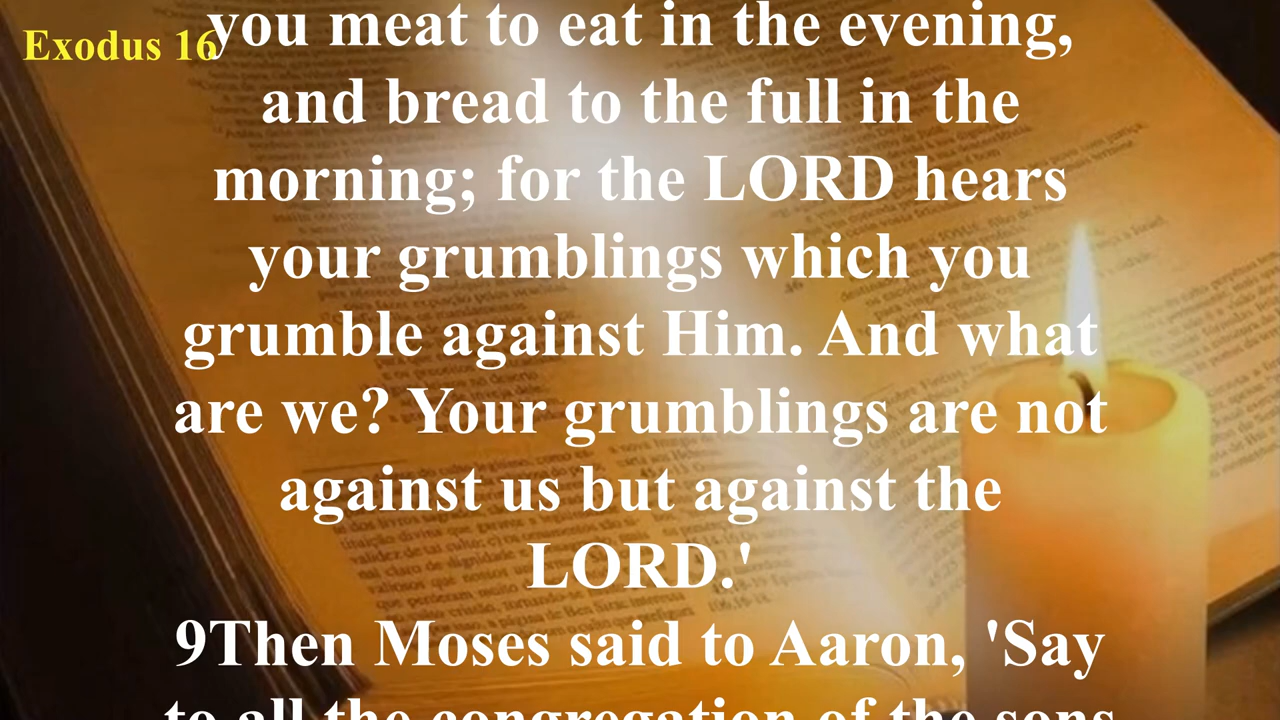 Exodus 16
you meat to eat in the evening,
and bread to the full in the
morning; for the LORD hears
your grumblings which you
grumble against Him. And what
are we? Your grumblings are not
against us but against the
LORD.'
9Then Moses said to Aaron, 'Say
to all the congregation of the sons